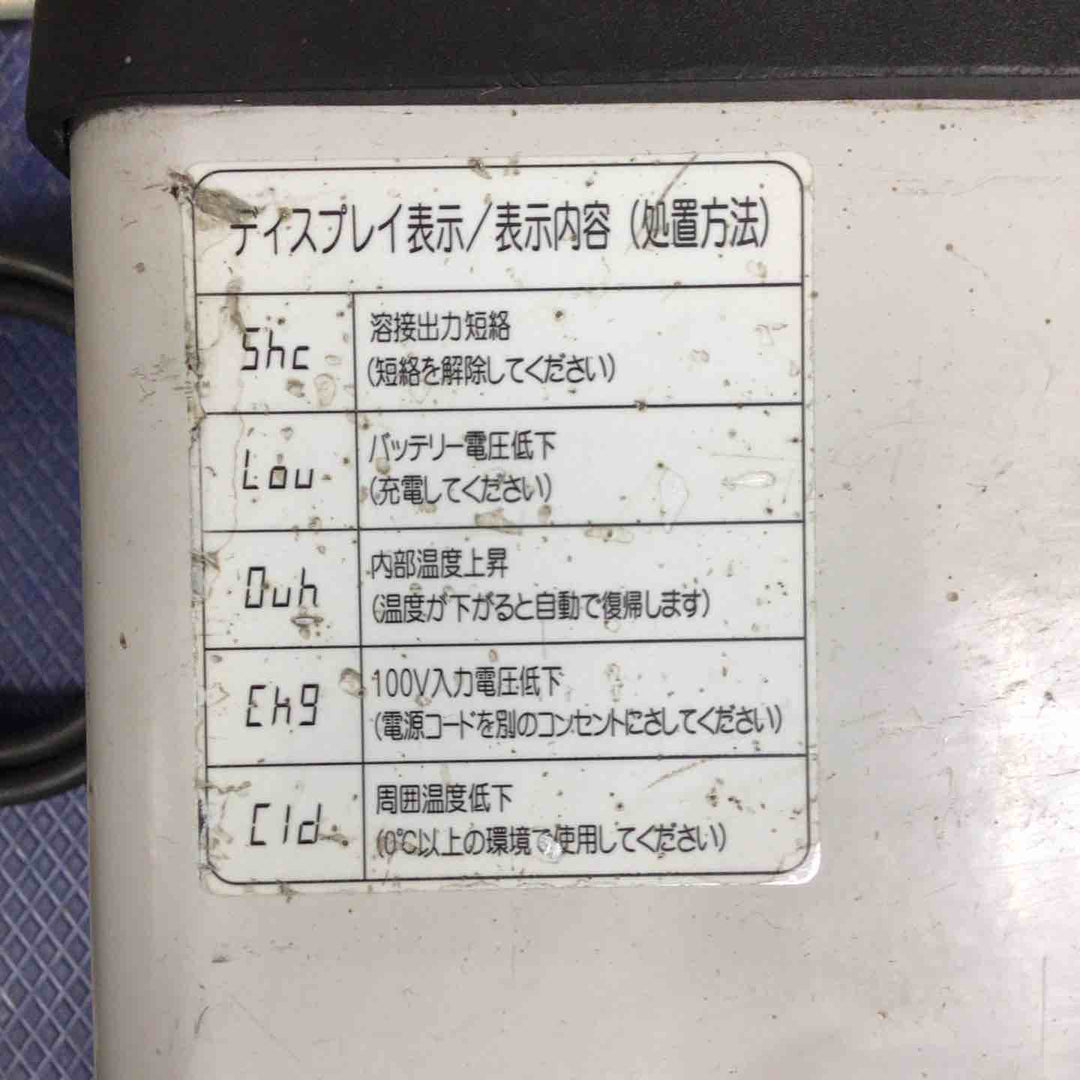 ディスプレイ表示/表示内容(処置方法)
Shc
溶接出力短絡
(短絡を解除してください)
Lou
バッテリー電圧低下
(充電してください)
Ouh
内部温度上昇
(温度が下がると自動で復帰します)
Chg
100V入力電圧低下
(電源コードを別のコンセントにさしてください)
Cld
周囲温度低下
(0℃以上の環境で使用してください)